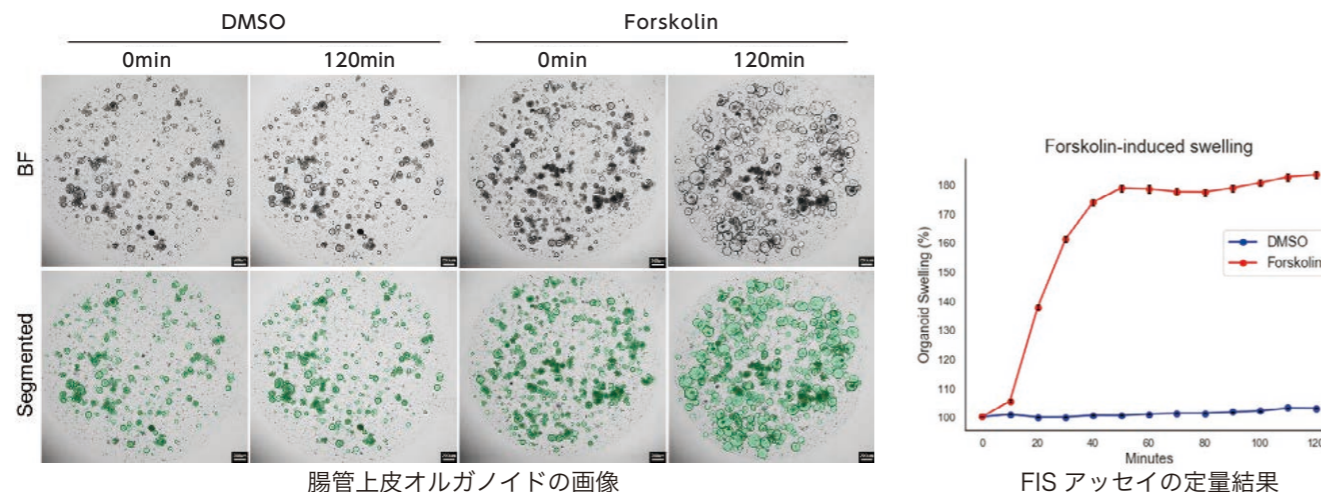 DMSO
Forskolin
0min
120min
0min
120min
BF
Segmented
腸管上皮オルガノイドの画像
Forskolin-induced swelling
Organoid Swelling (%)
180
170
160
150
140
130
120
110
100
DMSO
Forskolin
0 20 40 60 80 100 120
Minutes
FIS アッセイの定量結果